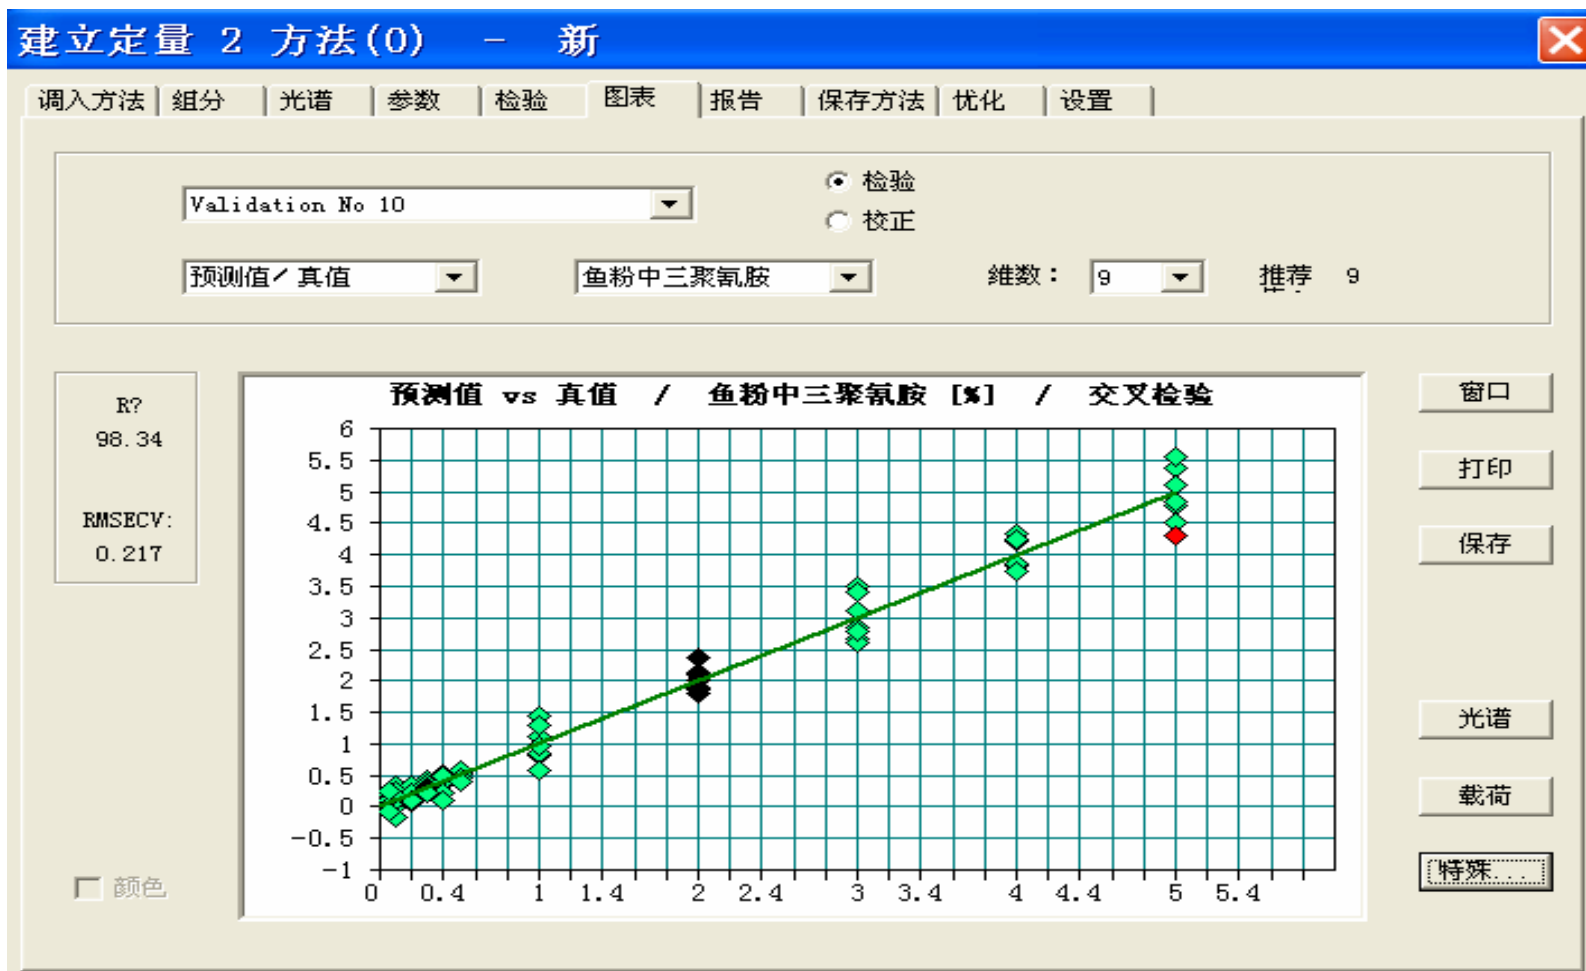 建立定量 2 方法(0) - 新
调入方法 组分 光谱 参数 检验 图表 报告 保存方法 优化 设置
Validation No 10
检验
校正
预测值/真值 鱼粉中三聚氰胺 維数： 9 推荐 9
R?
98.34
RMSECV:
0.217
预测值 vs 真值 / 鱼粉中三聚氰胺 [%] / 交叉检验
6
5.5
5
4.5
4
3.5
3
2.5
2
1.5
1
0.5
0
-0.5
-1
0 0.4 1 1.4 2 2.4 3 3.4 4 4.4 5 5.4
窗口
打印
保存
光谱
载荷
特殊...
颜色